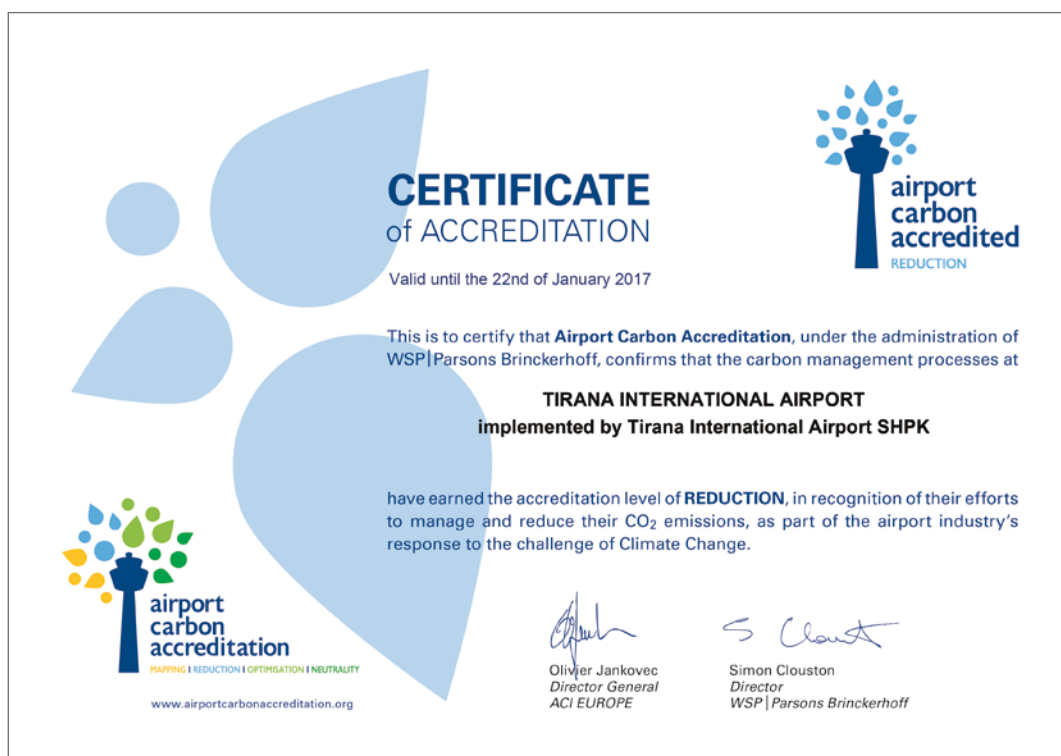 CERTIFICATE
of ACCREDITATION
Valid until the 22nd of January 2017
airport
carbon
accredited
REDUCTION
This is to certify that Airport Carbon Accreditation, under the administration of
WSP|Parsons Brinckerhoff, confirms that the carbon management processes at
TIRANA INTERNATIONAL AIRPORT
implemented by Tirana International Airport SHPK
have earned the accreditation level of REDUCTION, in recognition of their efforts
to manage and reduce their CO₂ emissions, as part of the airport industry's
response to the challenge of Climate Change.
airport
carbon
accreditation
MAPPING I REDUCTION I OPTIMISATION I NEUTRALITY
www.airportcarbonaccreditation.org
Olivier Jankovec
Director General
ACI EUROPE
S Clouston
Simon Clouston
Director
WSP|Parsons Brinckerhoff